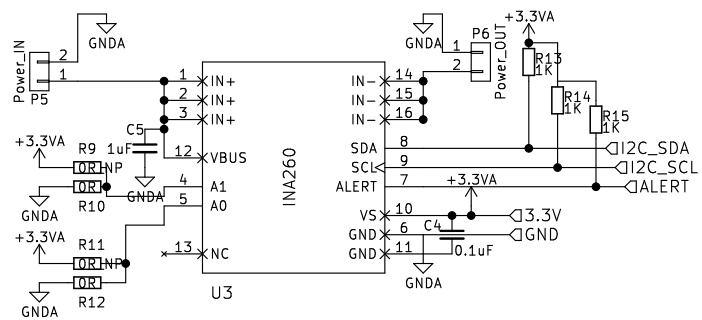 Power_IN
P5
2
1
GNDA
GNDA
P6
1
2
Power_OUT
+3.3VA
R13
1K
R14
1K
R15
1K
1
IN+
2
IN+
3
IN+
12
VBUS
4
A1
5
A0
13
NC
INA260
U3
IN-
14
IN-
15
IN-
16
SDA
8
SCL
9
ALERT
7
VS
10
GND
6
GND
11
C5
1uF
GNDA
+3.3VA
R9
0R
NP
0R
R10
GNDA
+3.3VA
R11
0R
NP
0R
R12
GNDA
I2C_SDA
I2C_SCL
ALERT
+3.3VA
3.3V
GND
C4
0.1uF
GNDA